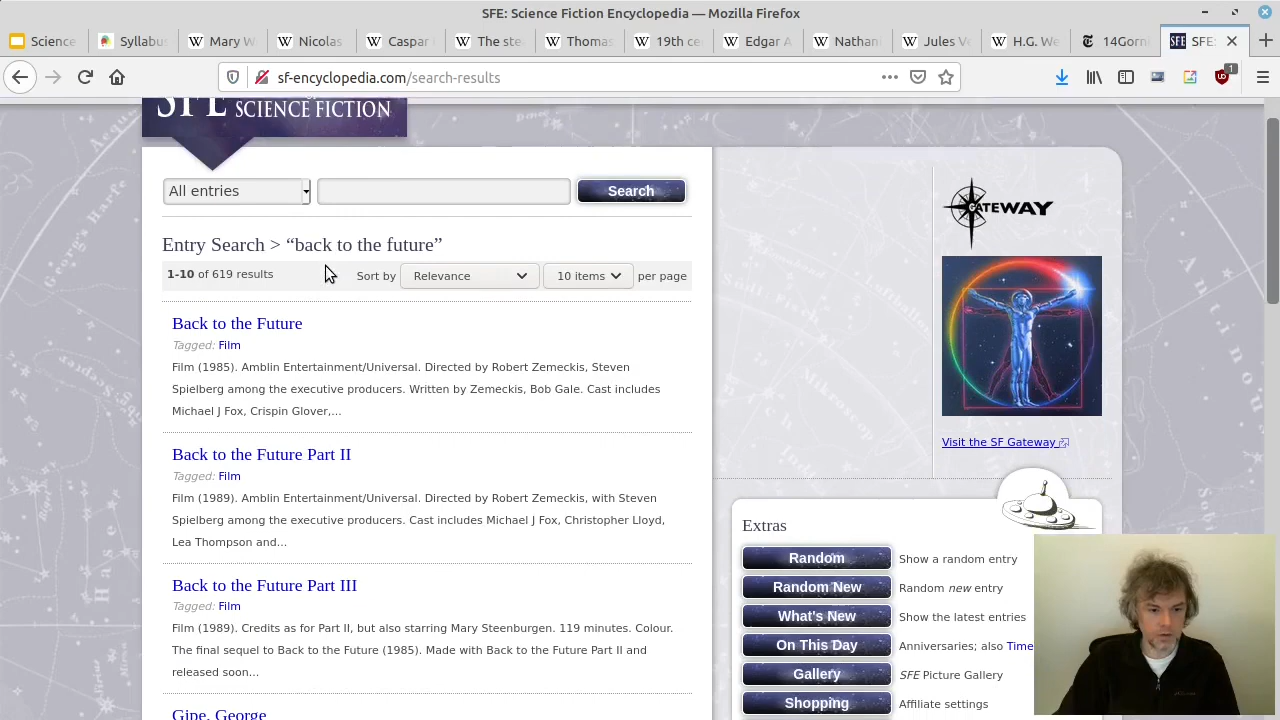 SFE: Science Fiction Encyclopedia — Mozilla Firefox
Science
Syllabu
Mary W
Nicolas
Caspar
The ste
Thomas
19th ce
Edgar A
Nathani
Jules Ve
H.G. We
14Gorni
SFE:
sf-encyclopedia.com/search-results
1
SFE SCIENCE FICTION
All entries
Search
Entry Search > “back to the future”
1-10 of 619 results
Sort by
Relevance
10 items
per page
Back to the Future
Tagged: Film
Film (1985). Amblin Entertainment/Universal. Directed by Robert Zemeckis, Steven
Spielberg among the executive producers. Written by Zemeckis, Bob Gale. Cast includes
Michael J Fox, Crispin Glover,...
Back to the Future Part II
Tagged: Film
Film (1989). Amblin Entertainment/Universal. Directed by Robert Zemeckis, with Steven
Spielberg among the executive producers. Cast includes Michael J Fox, Christopher Lloyd,
Lea Thompson and...
Back to the Future Part III
Tagged: Film
Film (1989). Credits as for Part II, but also starring Mary Steenburgen. 119 minutes. Colour.
The final sequel to Back to the Future (1985). Made with Back to the Future Part II and
released soon...
Gipe, George
GATEWAY
Visit the SF Gateway
Extras
Random
Show a random entry
Random New
Random new entry
What's New
Show the latest entries
On This Day
Anniversaries; also Time
Gallery
SFE Picture Gallery
Shopping
Affiliate settings